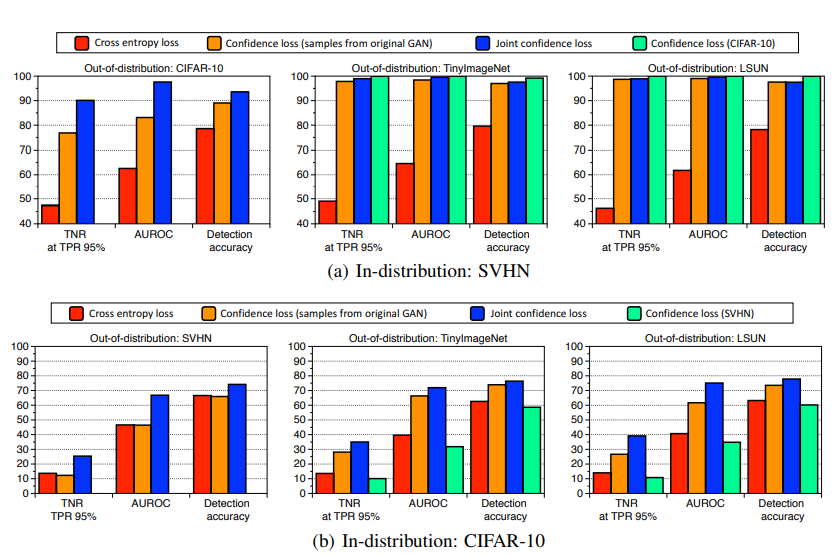 Cross entropy loss Confidence loss (samples from original GAN) Joint confidence loss Confidence loss (CIFAR-10)
Out-of-distribution: CIFAR-10 Out-of-distribution: TinyImageNet Out-of-distribution: LSUN
100 100 100
90 90 90
80 80 80
70 70 70
60 60 60
50 50 50
40 40 40
TNR AUROC Detection TNR AUROC Detection TNR AUROC Detection
at TPR 95% accuracy at TPR 95% accuracy at TPR 95% accuracy
(a) In-distribution: SVHN
Cross entropy loss Confidence loss (samples from original GAN) Joint confidence loss Confidence loss (SVHN)
Out-of-distribution: SVHN Out-of-distribution: TinyImageNet Out-of-distribution: LSUN
100 100 100
90 90 90
80 80 80
70 70 70
60 60 60
50 50 50
40 40 40
30 30 30
20 20 20
10 10 10
0 0 0
TNR AUROC Detection TNR AUROC Detection TNR AUROC Detection
TPR 95% accuracy at TPR 95% accuracy at TPR 95% accuracy
(b) In-distribution: CIFAR-10